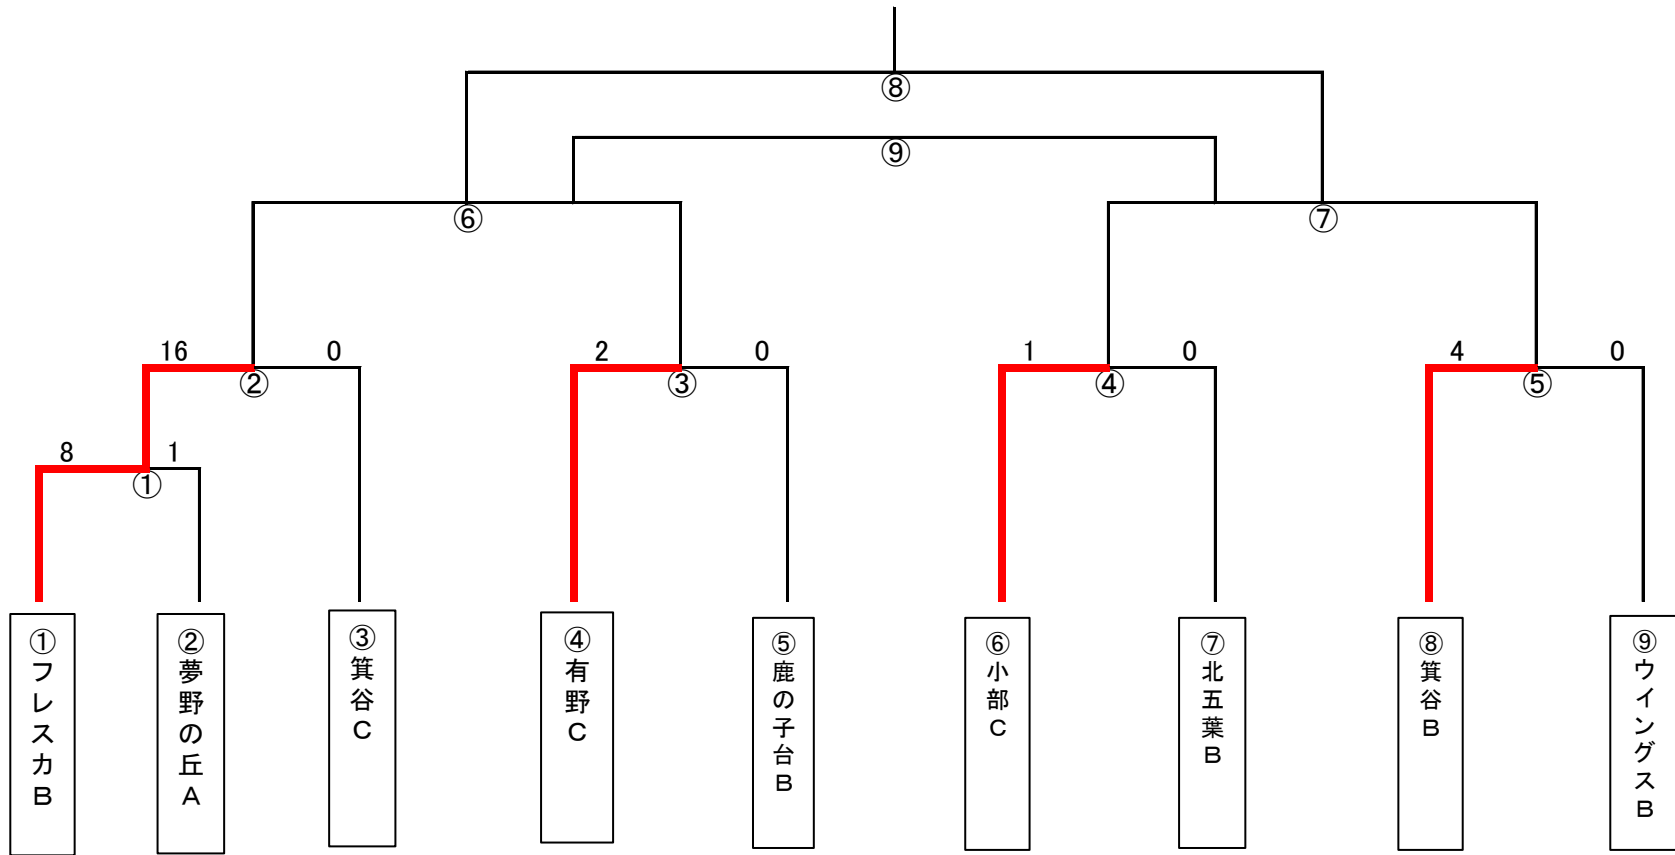 ⑧
⑨
⑥ ⑦
16 0 2 0 1 0 4 0
② ③ ④ ⑤
8 1
①
①フレスカB
②夢野の丘A
③箕谷C
④有野C
⑤鹿の子台B
⑥小部C
⑦北五葉B
⑧箕谷B
⑨ウイングスB